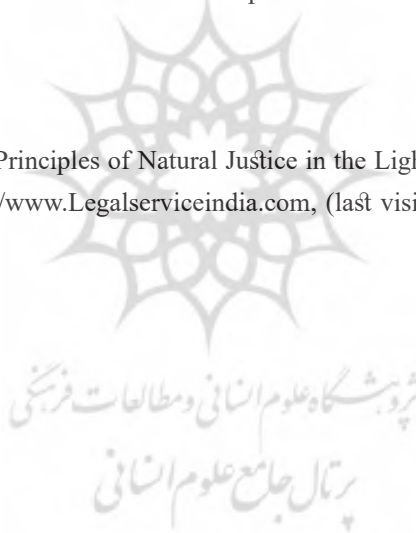 Principles of Natural Justice in the Ligh
/www.Legalserviceindia.com, (last visi
پژوهشگاه علوم انسانی و مطالعات فرهنگی
پرتال جامع علوم انسانی